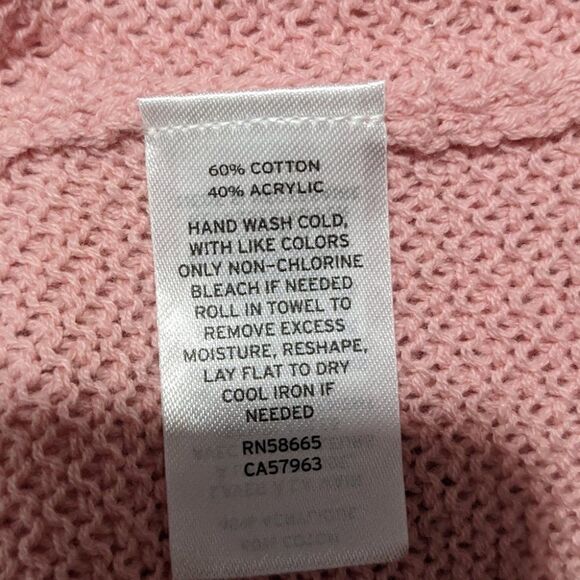 60% COTTON
40% ACRYLIC
HAND WASH COLD,
WITH LIKE COLORS
ONLY NON-CHLORINE
BLEACH IF NEEDED
ROLL IN TOWEL TO
REMOVE EXCESS
MOISTURE, RESHAPE,
LAY FLAT TO DRY
COOL IRON IF
NEEDED
RN58665
CA57963